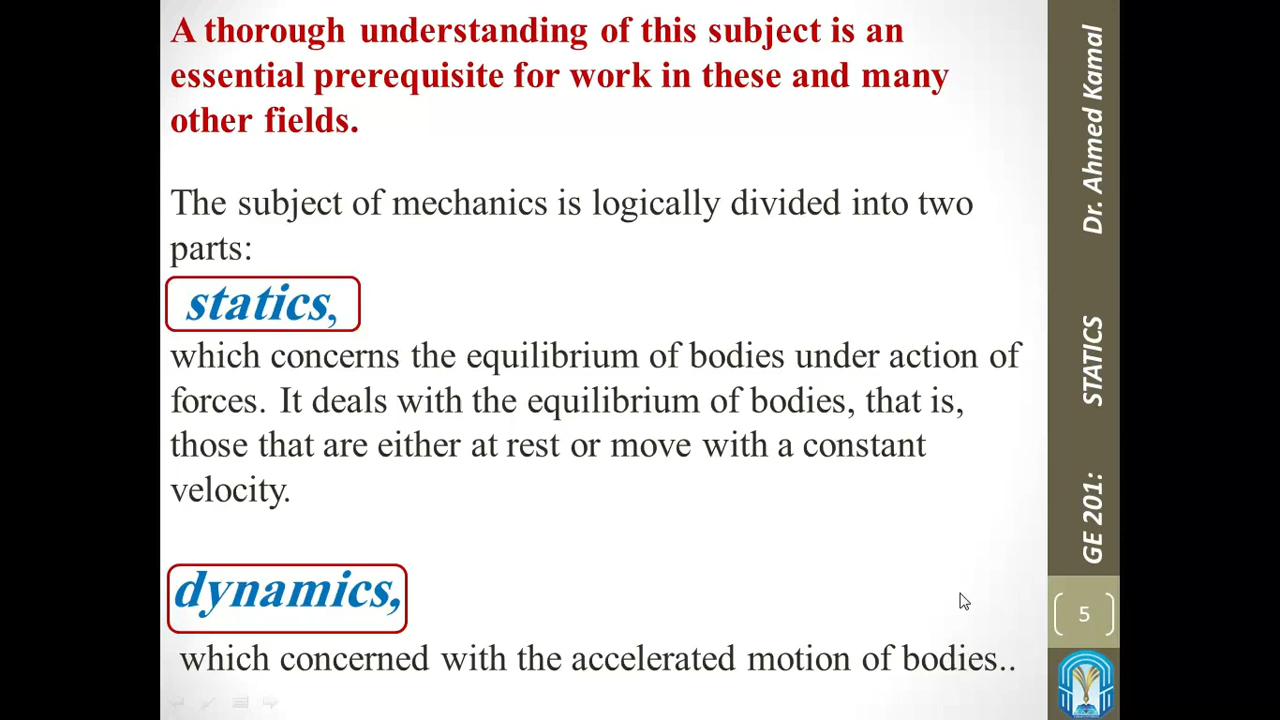 A thorough understanding of this subject is an
essential prerequisite for work in these and many
other fields.
The subject of mechanics is logically divided into two
parts:
statics,
which concerns the equilibrium of bodies under action of
forces. It deals with the equilibrium of bodies, that is,
those that are either at rest or move with a constant
velocity.
dynamics,
which concerned with the accelerated motion of bodies..
GE 201: STATICS Dr. Ahmed Kamal
5